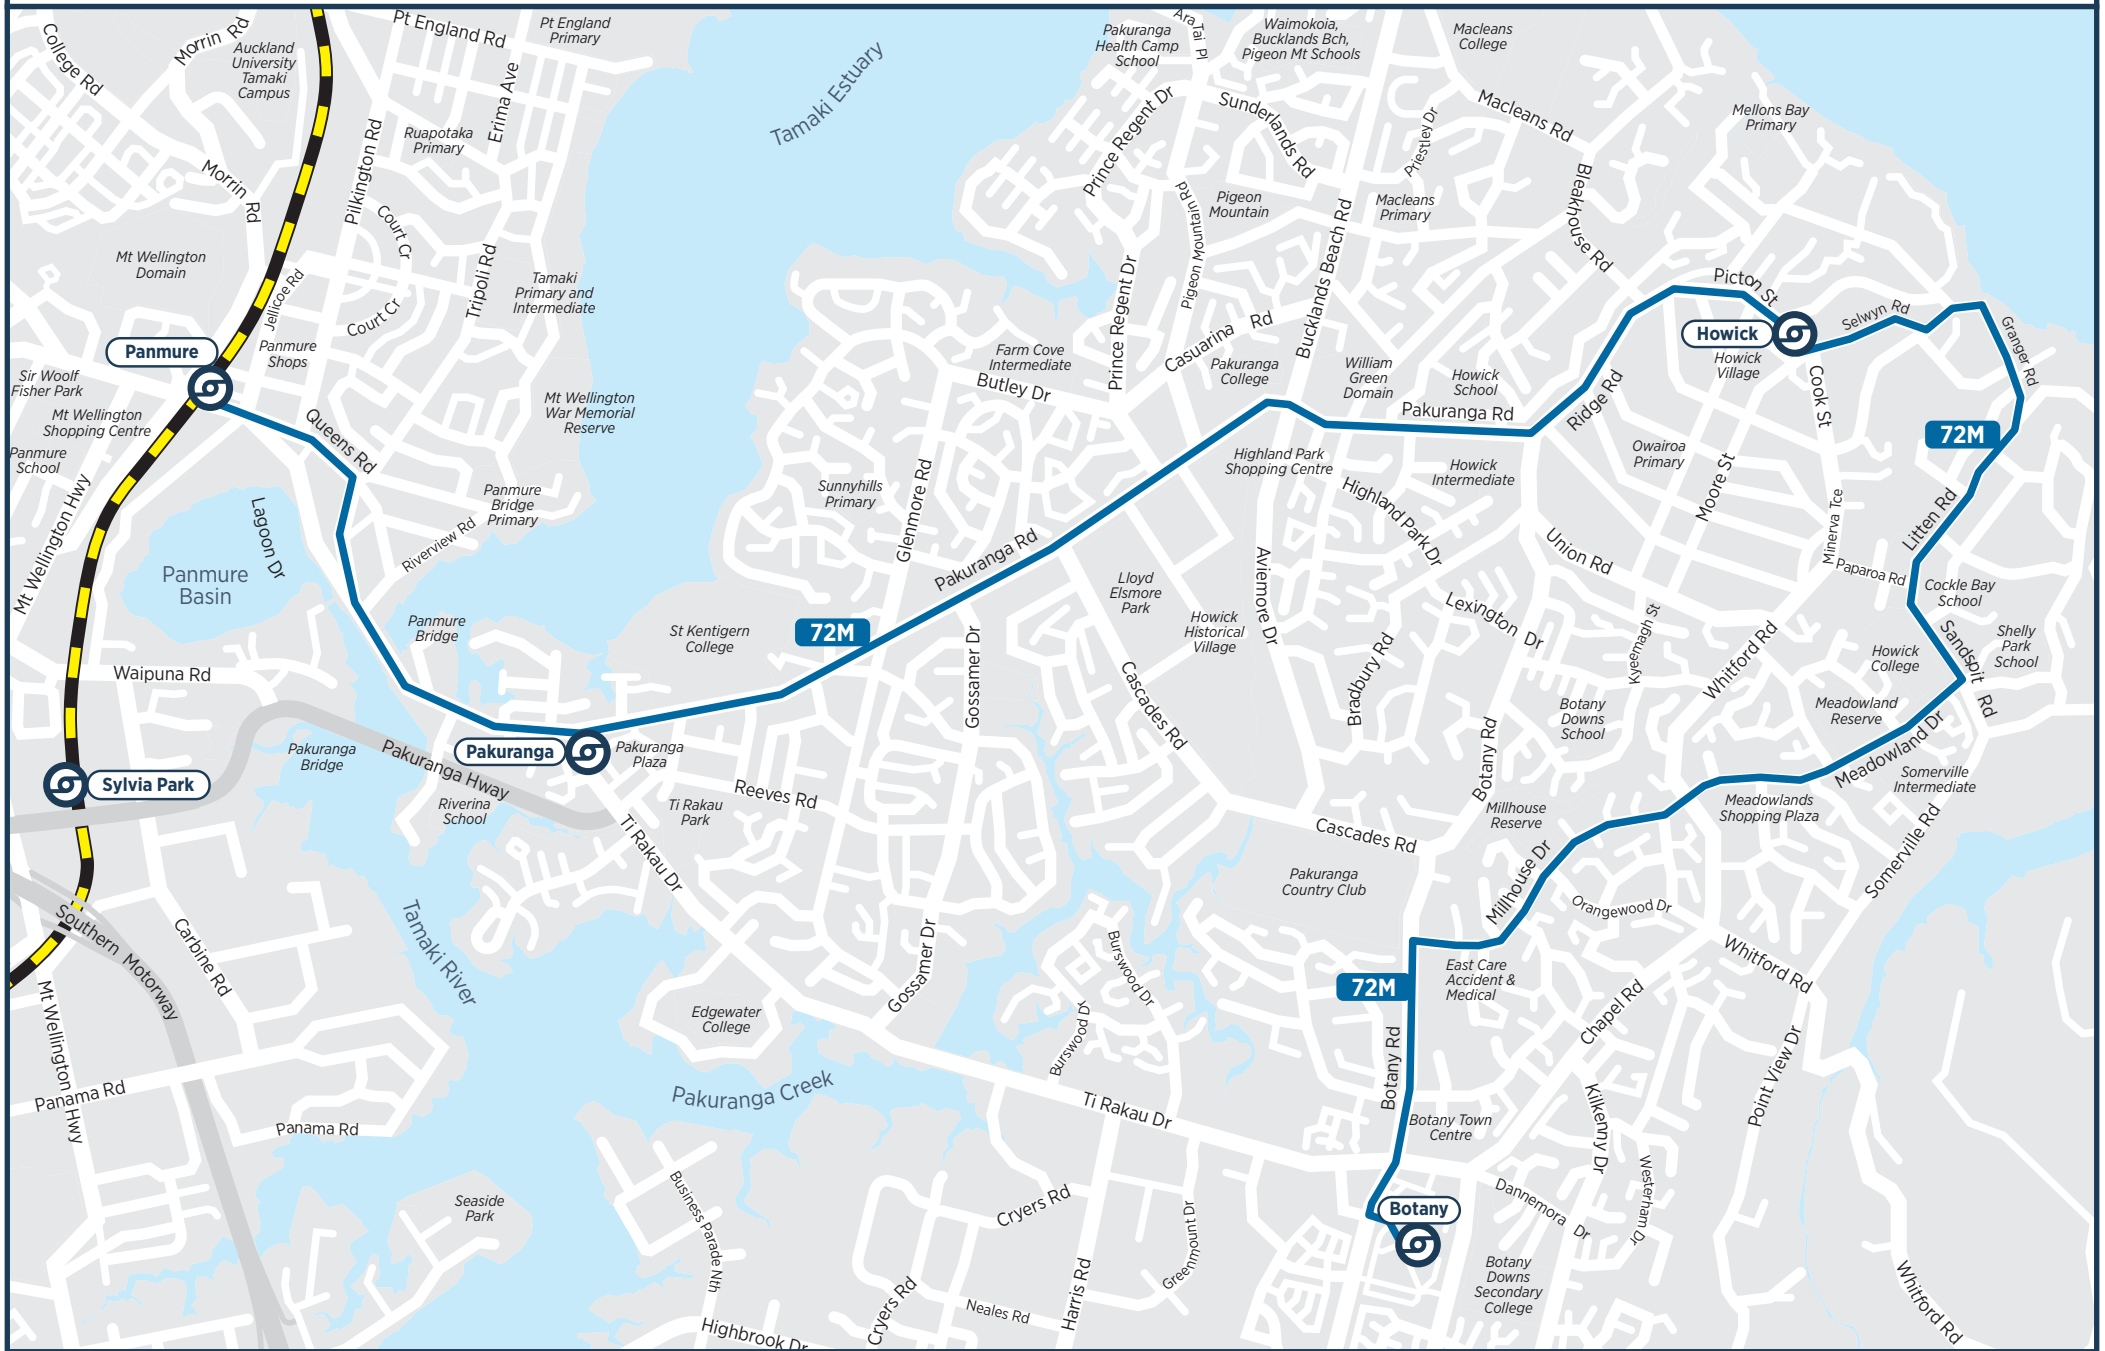 College Rd
Morrin Rd
Auckland
University
Tamaki
Campus
Pt England Rd
Pt England
Primary
Erima Ave
Ruapotaka
Primary
Pilkington Rd
Morrin Rd
Court Cr
Court Cr
Tripoli Rd
Tamaki
Primary and
Intermediate
Mt Wellington
Domain
Jellicoe Rd
Panmure
Panmure
Shops
Sir Woolf
Fisher Park
Mt Wellington
Shopping Centre
Panmure
School
Mt Wellington Hwy
Queens Rd
Mt Wellington
War Memorial
Reserve
Panmure
Bridge
Primary
Riverview Rd
Lagoon Dr
Panmure
Basin
Panmure
Bridge
Waipuna Rd
Sylvia Park
Pakuranga
Bridge
Pakuranga Hway
Riverina
School
Pakuranga
Pakuranga
Plaza
St Kentigern
College
72M
Reeves Rd
Ti Rakau
Park
Ti Rakau Dr
Southern Motorway
Carbine Rd
Tamaki River
Mt Wellington Hwy
Panama Rd
Panama Rd
Seaside
Park
Edgewater
College
Pakuranga Creek
Business Parade Nth
Highbrook Dr
Tamaki Estuary
Pakuranga
Health Camp
School
Ara Tai Pl
Waimokoia,
Bucklands Bch,
Pigeon Mt Schools
Macleans
College
Prince Regent Dr
Sunderlands Rd
Priestley Dr
Macleans Rd
Mellons Bay
Primary
Pigeon Mountain Rd
Pigeon
Mountain
Macleans
Primary
Bleakhouse Rd
Bucklands Beach Rd
Prince Regent Dr
Casuarina Rd
Farm Cove
Intermediate
Butley Dr
Pakuranga
College
William
Green
Domain
Howick
School
Pakuranga Rd
Ridge Rd
Picton St
Howick
Howick
Village
Selwyn Rd
Granger Rd
Cook St
72M
Sunnyhills
Primary
Glenmore Rd
Pakuranga Rd
Highland Park
Shopping Centre
Highland Park Dr
Howick
Intermediate
Owairoa
Primary
Moore St
Minerva Tce
Litten Rd
Union Rd
Paparoa Rd
Cockle Bay
School
Lloyd
Elsmore
Park
Howick
Historical
Village
Aviemore Dr
Lexington Dr
Kyeemagh St
Whitford Rd
Howick
College
Sandspit Rd
Shelly
Park
School
Gossamer Dr
Cascades Rd
Bradbury Rd
Botany
Downs
School
Meadowland
Reserve
Meadowland Dr
Botany Rd
Millhouse
Reserve
Meadowlands
Shopping Plaza
Somerville
Intermediate
Somerville Rd
Cascades Rd
Pakuranga
Country Club
Millhouse Dr
Orangewood Dr
Gossamer Dr
Burswood Dr
Burswood Dr
72M
East Care
Accident &
Medical
Whitford Rd
Chapel Rd
Botany Rd
Point View Dr
Ti Rakau Dr
Botany Town
Centre
Kilkenny Dr
Westerham Dr
Dannemora Dr
Botany
Botany
Downs
Secondary
College
Cryers Rd
Greenmount Dr
Cryers Rd
Neales Rd
Harris Rd
Whitford Rd